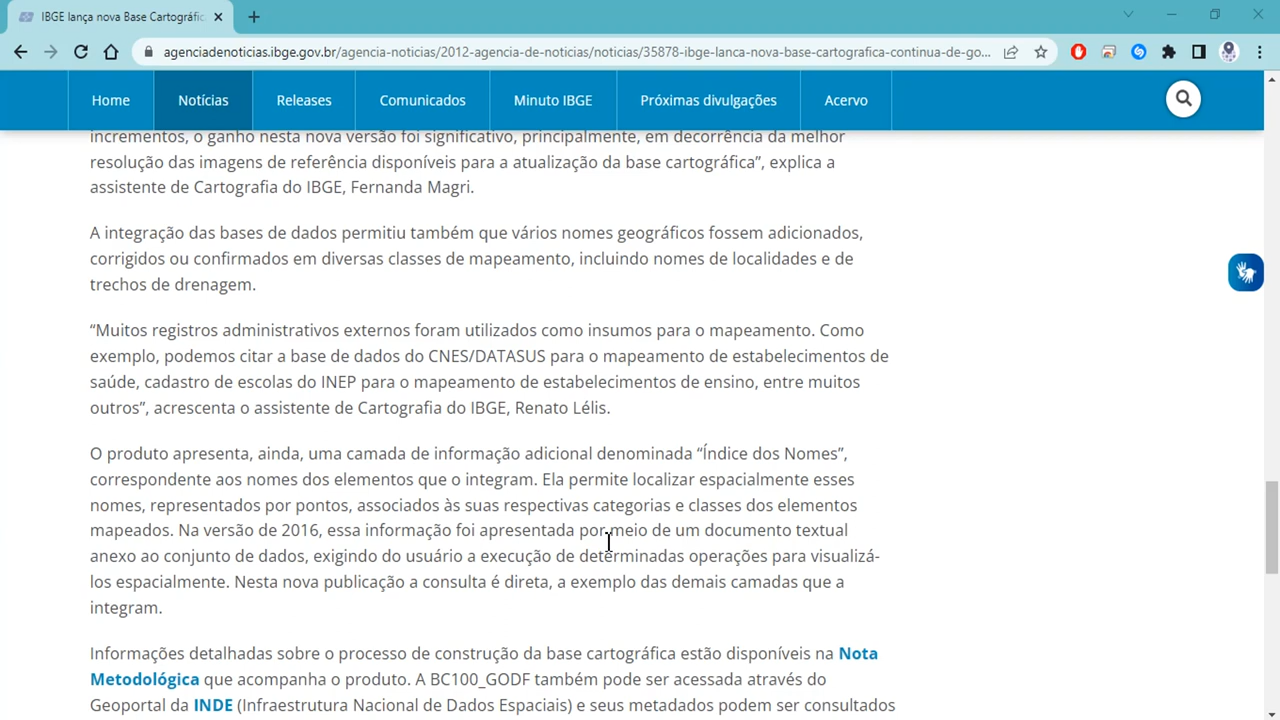 IBGE lança nova Base Cartográfic
agenciadenoticias.ibge.gov.br/agencia-noticias/2012-agencia-de-noticias/noticias/35878-ibge-lanca-nova-base-cartografica-continua-de-go...
Home Notícias Releases Comunicados Minuto IBGE Próximas divulgações Acervo
incrementos, o ganho nesta nova versão foi significativo, principalmente, em decorrência da melhor
resolução das imagens de referência disponíveis para a atualização da base cartográfica”, explica a
assistente de Cartografia do IBGE, Fernanda Magri.
A integração das bases de dados permitiu também que vários nomes geográficos fossem adicionados,
corrigidos ou confirmados em diversas classes de mapeamento, incluindo nomes de localidades e de
trechos de drenagem.
“Muitos registros administrativos externos foram utilizados como insumos para o mapeamento. Como
exemplo, podemos citar a base de dados do CNES/DATASUS para o mapeamento de estabelecimentos de
saúde, cadastro de escolas do INEP para o mapeamento de estabelecimentos de ensino, entre muitos
outros”, acrescenta o assistente de Cartografia do IBGE, Renato Lélis.
O produto apresenta, ainda, uma camada de informação adicional denominada “Índice dos Nomes”,
correspondente aos nomes dos elementos que o integram. Ela permite localizar espacialmente esses
nomes, representados por pontos, associados às suas respectivas categorias e classes dos elementos
mapeados. Na versão de 2016, essa informação foi apresentada por meio de um documento textual
anexo ao conjunto de dados, exigindo do usuário a execução de determinadas operações para visualizá-
los espacialmente. Nesta nova publicação a consulta é direta, a exemplo das demais camadas que a
integram.
Informações detalhadas sobre o processo de construção da base cartográfica estão disponíveis na Nota
Metodológica que acompanha o produto. A BC100_GODF também pode ser acessada através do
Geoportal da INDE (Infraestrutura Nacional de Dados Espaciais) e seus metadados podem ser consultados